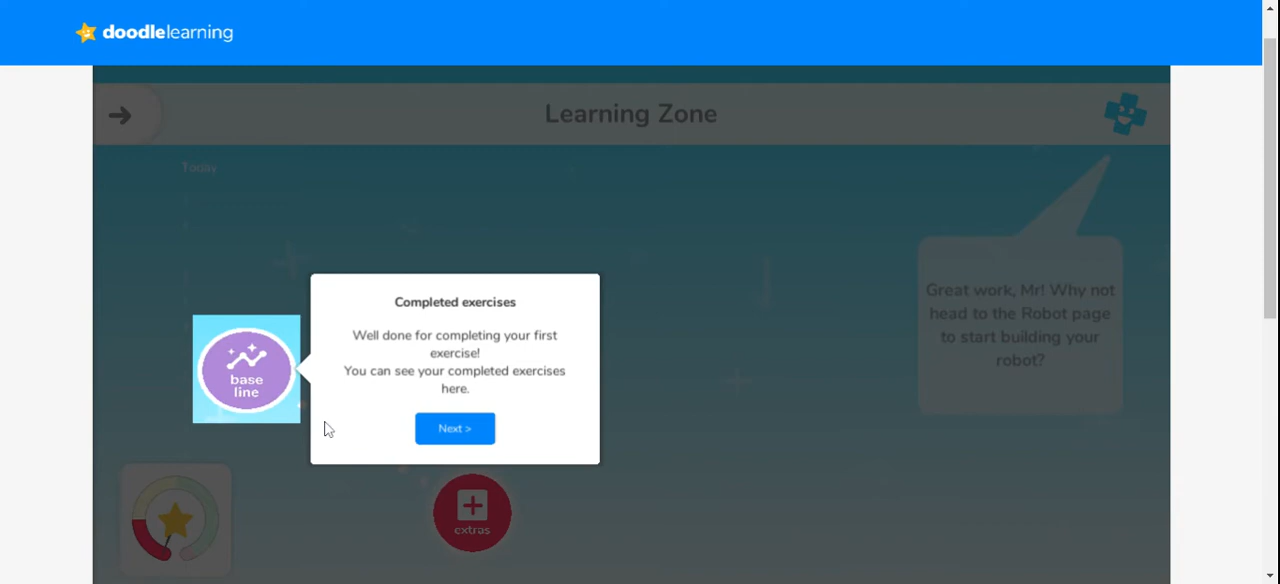 doodlelearning
Learning Zone
Today
Completed exercises
Well done for completing your first
exercise!
You can see your completed exercises
here.
Next >
base
line
Great work, Mr! Why not
head to the Robot page
to start building your
robot?
extras